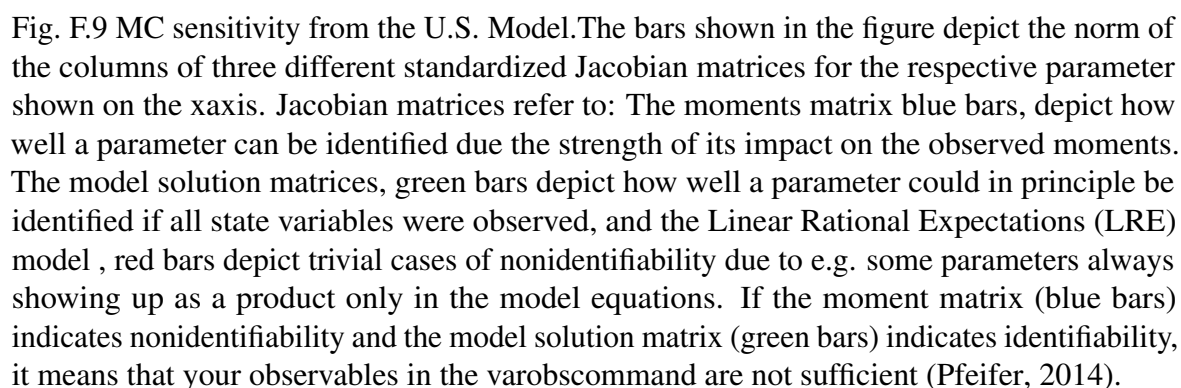 Fig. F.9 MC sensitivity from the U.S. Model.The bars shown in the figure depict the norm of
the columns of three different standardized Jacobian matrices for the respective parameter
shown on the xaxis. Jacobian matrices refer to: The moments matrix blue bars, depict how
well a parameter can be identified due the strength of its impact on the observed moments.
The model solution matrices, green bars depict how well a parameter could in principle be
identified if all state variables were observed, and the Linear Rational Expectations (LRE)
model , red bars depict trivial cases of nonidentifiability due to e.g. some parameters always
showing up as a product only in the model equations. If the moment matrix (blue bars)
indicates nonidentifiability and the model solution matrix (green bars) indicates identifiability,
it means that your observables in the varobscommand are not sufficient (Pfeifer, 2014).